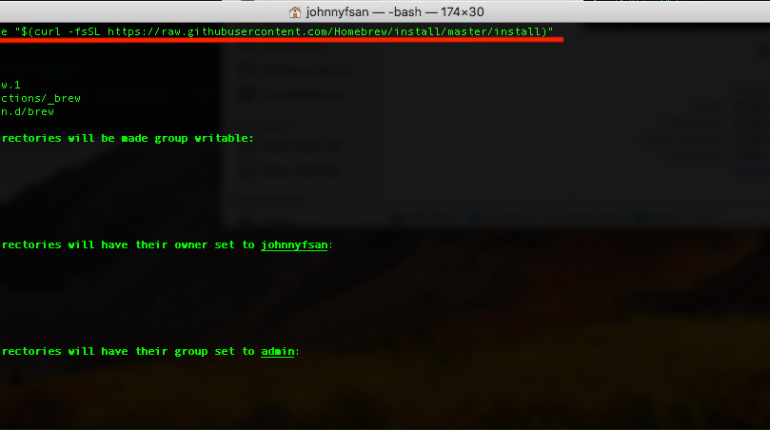 johnnyfsan — -bash — 174×30
e "$(curl -fsSL https://raw.githubusercontent.com/Homebrew/install/master/install)"
w.1
ctions/_brew
n.d/brew
rectories will be made group writable:
rectories will have their owner set to johnnyfsan:
rectories will have their group set to admin: